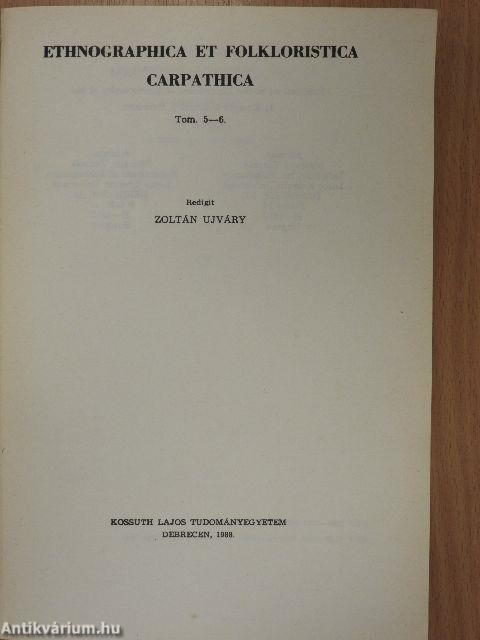 ETHNOGRAPHICA ET FOLKLORISTICA
CARPATHICA
Tom. 5—6.
Redigit
ZOLTÁN UJVÁRY
KOSSUTH LAJOS TUDOMÁNYEGYETEM
DEBRECEN, 1988.
Antikvárium.hu